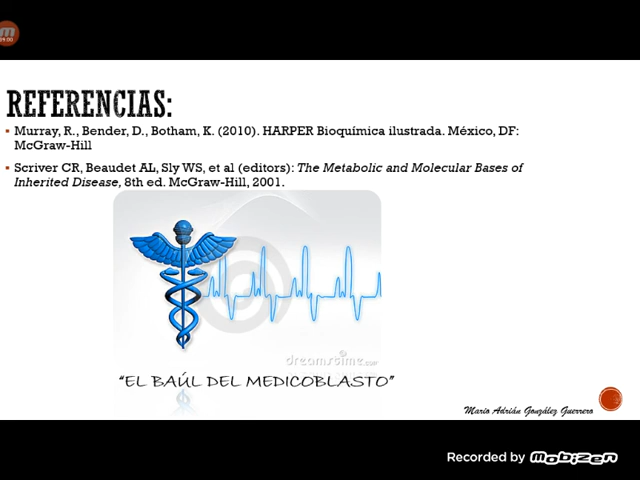 REFERENCIAS:
Murray, R., Bender, D., Botham, K. (2010). HARPER Bioquímica ilustrada. México, DF:
McGraw-Hill
Scriver CR, Beaudet AL, Sly WS, et al (editors): The Metabolic and Molecular Bases of
Inherited Disease, 8th ed. McGraw-Hill, 2001.
dreamstime.com
“EL BAÚL DEL MEDICOBLASTO”
Mario Adrián González Guerrero
Recorded by MOBIZEN